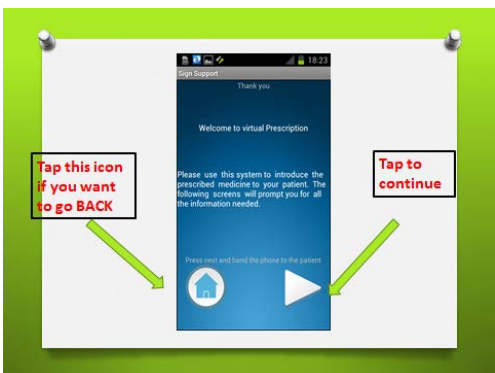 18:23
Sign Support
Thank you
Welcome to virtual Prescription
Please use this system to introduce the
prescribed medicine to your patient. The
following screens will prompt you for all
the information needed.
Press next and hand the phone to the patient
Tap this icon
if you want
to go BACK
Tap to
continue